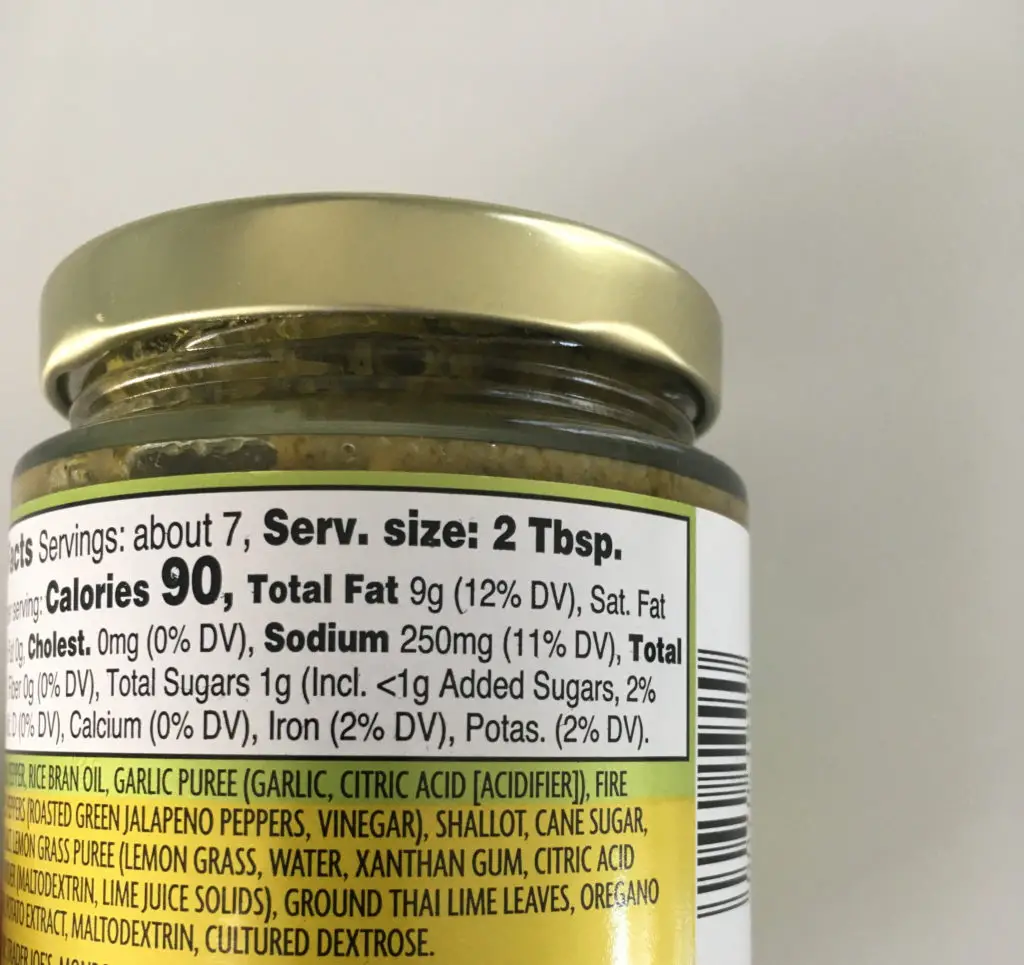 Servings: about 7, Serv. size: 2 Tbsp.
serving: Calories 90, Total Fat 9g (12% DV), Sat. Fat
0g, Cholest. 0mg (0% DV), Sodium 250mg (11% DV), Total
0g (0% DV), Total Sugars 1g (Incl. <1g Added Sugars, 2%
D (0% DV), Calcium (0% DV), Iron (2% DV), Potas. (2% DV).
RICE BRAN OIL, GARLIC PUREE (GARLIC, CITRIC ACID [ACIDIFIER]), FIRE
(ROASTED GREEN JALAPENO PEPPERS, VINEGAR), SHALLOT, CANE SUGAR,
LEMON GRASS PUREE (LEMON GRASS, WATER, XANTHAN GUM, CITRIC ACID
(MALTODEXTRIN, LIME JUICE SOLIDS), GROUND THAI LIME LEAVES, OREGANO
EXTRACT, MALTODEXTRIN, CULTURED DEXTROSE.
TRADER JOE'S,